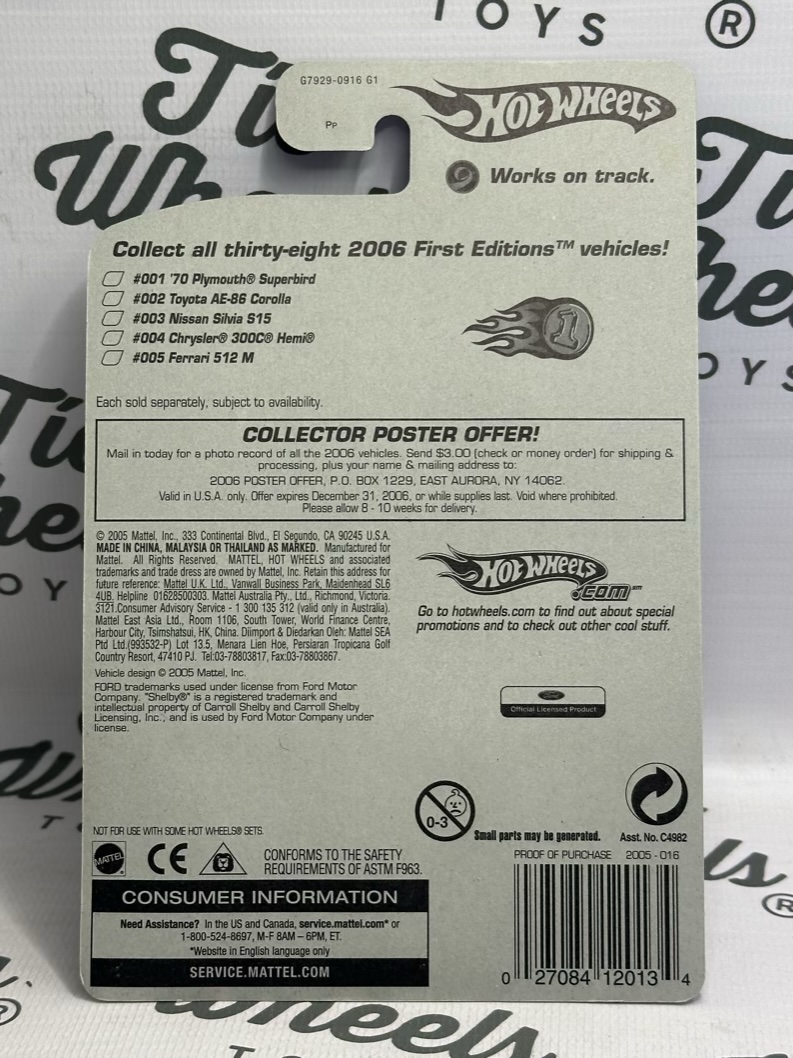 TOYS ®
G7929-0916 G1
PP
HOT WHEELS
Works on track.
Collect all thirty-eight 2006 First Editions™ vehicles!
#001 '70 Plymouth® Superbird
#002 Toyota AE-86 Corolla
#003 Nissan Silvia S15
#004 Chrysler® 300C® Hemi®
#005 Ferrari 512 M
1
Each sold separately, subject to availability.
COLLECTOR POSTER OFFER!
Mail in today for a photo record of all the 2006 vehicles. Send $3.00 (check or money order) for shipping &
processing, plus your name & mailing address to:
2006 POSTER OFFER, P.O. BOX 1229, EAST AURORA, NY 14062.
Valid in U.S.A. only. Offer expires December 31, 2006, or while supplies last. Void where prohibited.
Please allow 8 - 10 weeks for delivery.
© 2005 Mattel, Inc., 333 Continental Blvd., El Segundo, CA 90245 U.S.A.
MADE IN CHINA, MALAYSIA OR THAILAND AS MARKED. Manufactured for
Mattel. All Rights Reserved. MATTEL, HOT WHEELS and associated
trademarks and trade dress are owned by Mattel, Inc. Retain this address for
future reference: Mattel U.K. Ltd., Vanwall Business Park, Maidenhead SL6
4UB. Helpline 01628500303. Mattel Australia Pty., Ltd., Richmond, Victoria.
3121.Consumer Advisory Service - 1 300 135 312 (valid only in Australia).
Mattel East Asia Ltd., Room 1106, South Tower, World Finance Centre,
Harbour City, Tsimshatsui, HK, China. Diimport & Diedarkan Oleh: Mattel SEA
Ptd Ltd.(993532-P) Lot 13.5, Menara Lien Hoe, Persiaran Tropicana Golf
Country Resort, 47410 PJ. Tel:03-78803817, Fax:03-78803867.
Vehicle design © 2005 Mattel, Inc.
FORD trademarks used under license from Ford Motor
Company. "Shelby®" is a registered trademark and
intellectual property of Carroll Shelby and Carroll Shelby
Licensing, Inc., and is used by Ford Motor Company under
license.
HOT WHEELS
.COM℠
Go to hotwheels.com to find out about special
promotions and to check out other cool stuff.
Ford
Official Licensed Product
0-3
Small parts may be generated.
Asst. No. C4982
NOT FOR USE WITH SOME HOT WHEELS® SETS.
MATTEL
CE
CONFORMS TO THE SAFETY
REQUIREMENTS OF ASTM F963.
PROOF OF PURCHASE 2005-016
CONSUMER INFORMATION
Need Assistance? In the US and Canada, service.mattel.com* or
1-800-524-8697, M-F 8AM – 6PM, ET.
*Website in English language only
SERVICE.MATTEL.COM
0 27084 12013 4